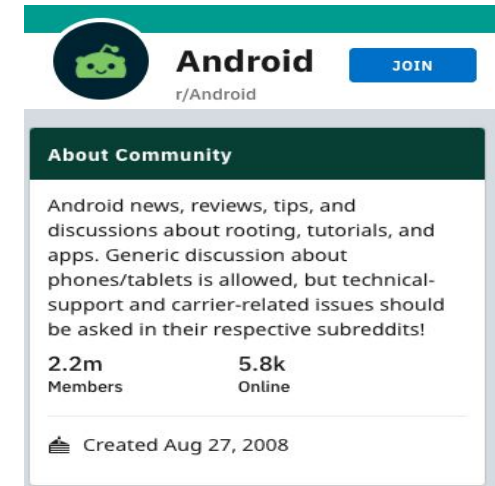 Android
JOIN
r/Android
About Community
Android news, reviews, tips, and
discussions about rooting, tutorials, and
apps. Generic discussion about
phones/tablets is allowed, but technical-
support and carrier-related issues should
be asked in their respective subreddits!
2.2m 5.8k
Members Online
Created Aug 27, 2008